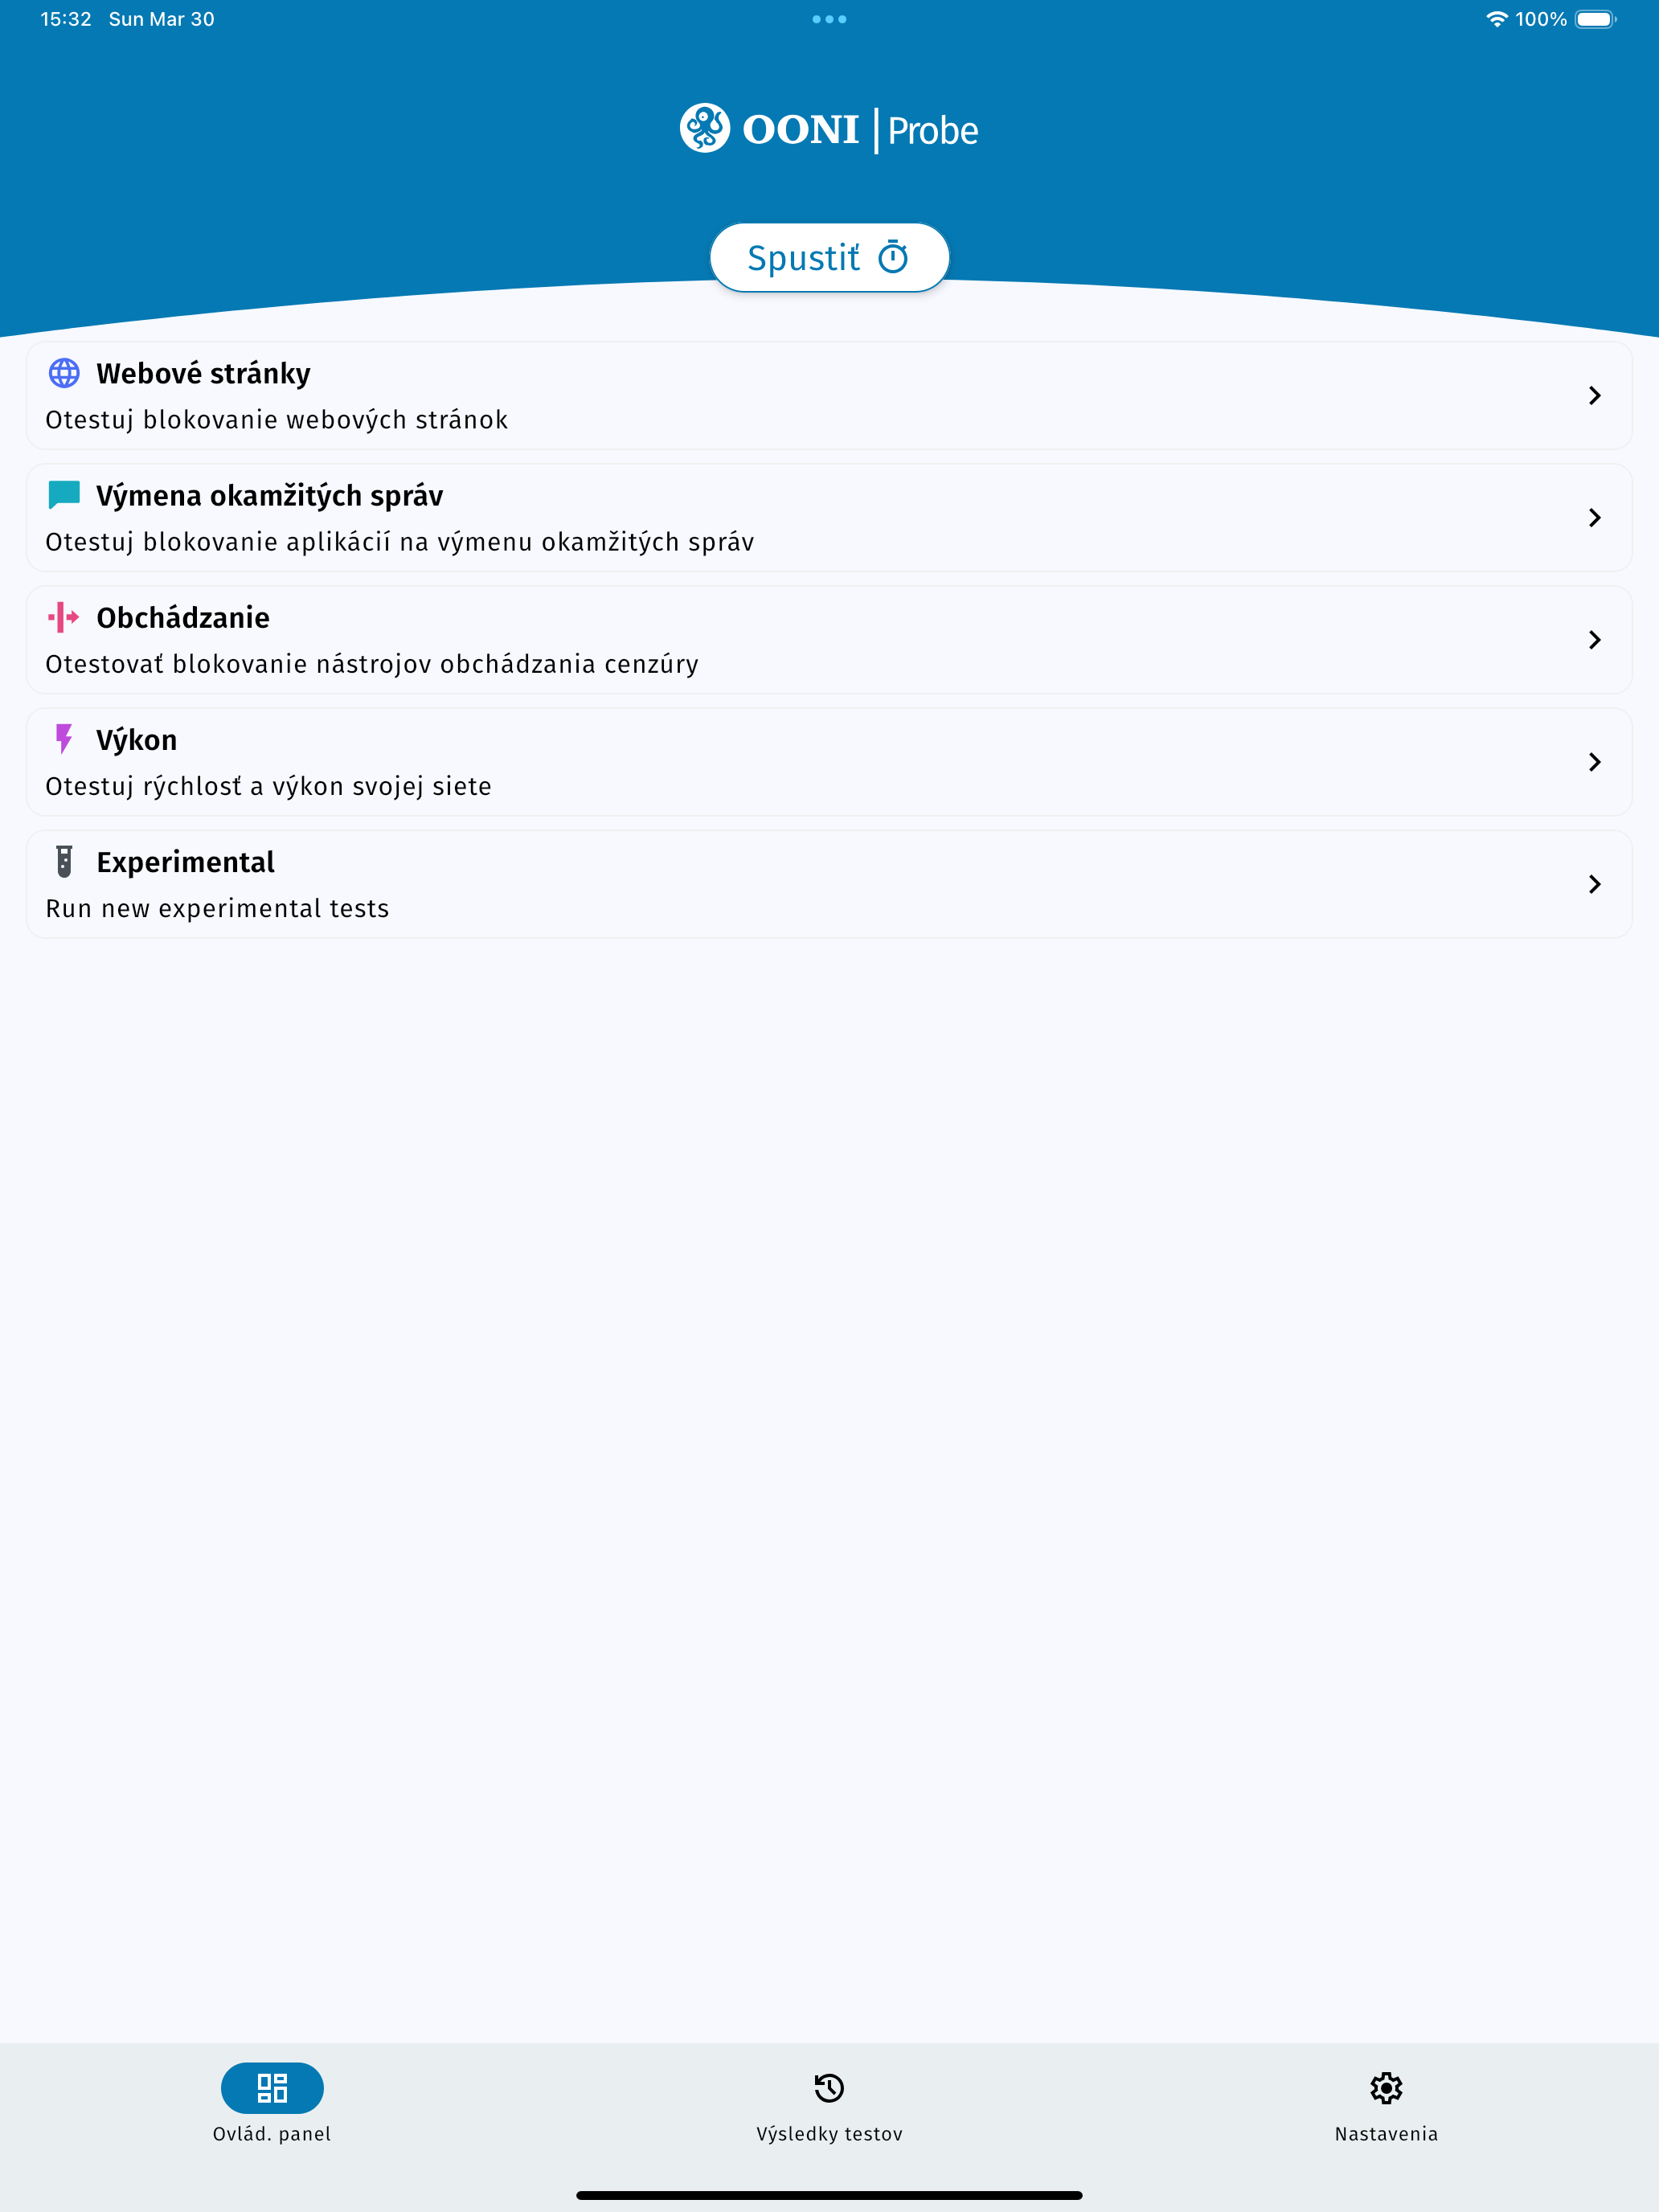 15:32 Sun Mar 30
100%
OONI | Probe
Spustiť
Webové stránky
Otestuj blokovanie webových stránok
Výmena okamžitých správ
Otestuj blokovanie aplikácií na výmenu okamžitých správ
Obchádzanie
Otestovať blokovanie nástrojov obchádzania cenzúry
Výkon
Otestuj rýchlosť a výkon svojej siete
Experimental
Run new experimental tests
Ovlád. panel
Výsledky testov
Nastavenia